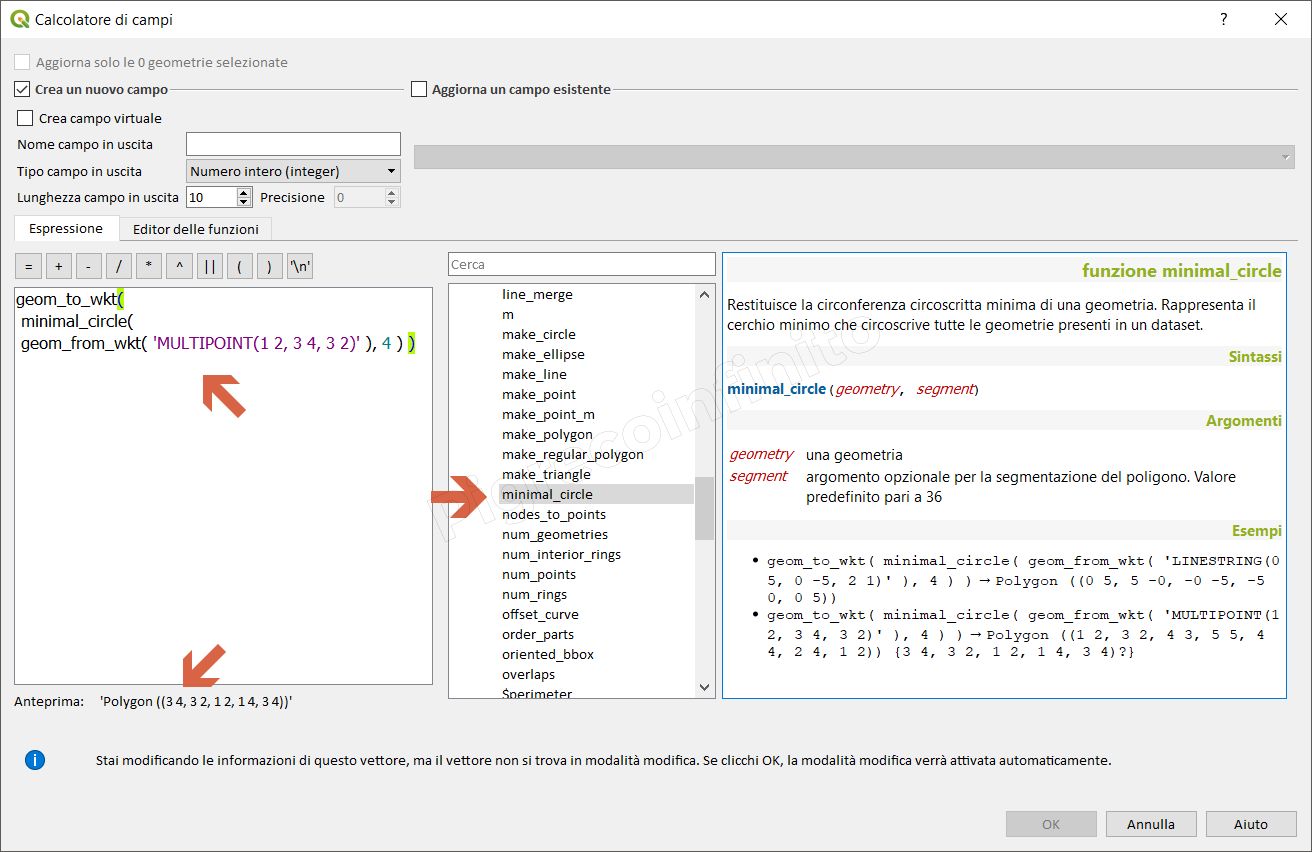 Calcolatore di campi
?
Aggiorna solo le 0 geometrie selezionate
Crea un nuovo campo
Aggiorna un campo esistente
Crea campo virtuale
Nome campo in uscita
Tipo campo in uscita
Numero intero (integer)
Lunghezza campo in uscita
10
Precisione
0
Espressione
Editor delle funzioni
= + - / * ^ || ( ) '\n'
geom_to_wkt(
minimal_circle(
geom_from_wkt( 'MULTIPOINT(1 2, 3 4, 3 2)' ), 4 ) )
Anteprima: 'Polygon ((3 4, 3 2, 1 2, 1 4, 3 4))'
Cerca
line_merge
m
make_circle
make_ellipse
make_line
make_point
make_point_m
make_polygon
make_regular_polygon
make_triangle
minimal_circle
nodes_to_points
num_geometries
num_interior_rings
num_points
num_rings
offset_curve
order_parts
oriented_bbox
overlaps
$perimeter
funzione minimal_circle
Restituisce la circonferenza circoscritta minima di una geometria. Rappresenta il
cerchio minimo che circoscrive tutte le geometrie presenti in un dataset.
Sintassi
minimal_circle(geometry, segment)
Argomenti
geometry una geometria
segment argomento opzionale per la segmentazione del poligono. Valore
predefinito pari a 36
Esempi
• geom_to_wkt( minimal_circle( geom_from_wkt( 'LINESTRING(0
5, 0 -5, 2 1)' ), 4 ) ) → Polygon ((0 5, 5 -0, -0 -5, -5
0, 0 5))
• geom_to_wkt( minimal_circle( geom_from_wkt( 'MULTIPOINT(1
2, 3 4, 3 2)' ), 4 ) ) → Polygon ((1 2, 3 2, 4 3, 5 5, 4
4, 2 4, 1 2)) {3 4, 3 2, 1 2, 1 4, 3 4)?}
Stai modificando le informazioni di questo vettore, ma il vettore non si trova in modalità modifica. Se clicchi OK, la modalità modifica verrà attivata automaticamente.
OK
Annulla
Aiuto